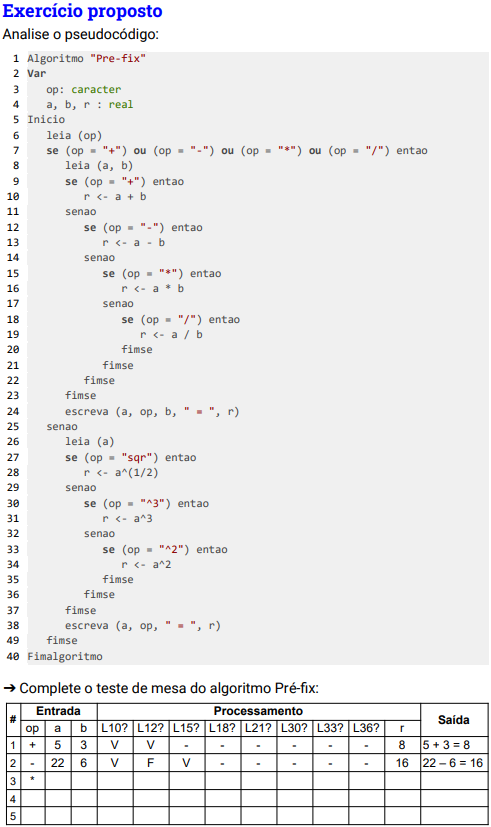 Exercício proposto
Analise o pseudocódigo:
1 Algoritmo "Pre-fix"
2 Var
3 op: caracter
4 a, b, r : real
5 Inicio
6 leia (op)
7 se (op = "+") ou (op = "-") ou (op = "*") ou (op = "/") entao
8 leia (a, b)
9 se (op = "+") entao
10 r <- a + b
11 senao
12 se (op = "-") entao
13 r <- a - b
14 senao
15 se (op = "*") entao
16 r <- a * b
17 senao
18 se (op = "/") entao
19 r <- a / b
20 fimse
21 fimse
22 fimse
23 fimse
24 escreva (a, op, b, " = ", r)
25 senao
26 leia (a)
27 se (op = "sqr") entao
28 r <- a^(1/2)
29 senao
30 se (op = "^3") entao
31 r <- a^3
32 senao
33 se (op = "^2") entao
34 r <- a^2
35 fimse
36 fimse
37 fimse
38 escreva (a, op, " = ", r)
49 fimse
40 Fimalgoritmo
➔ Complete o teste de mesa do algoritmo Pré-fix:
# Entrada Processamento Saída
op a b L10? L12? L15? L18? L21? L30? L33? L36? r
1 + 5 3 V V - - - - - - 8 5 + 3 = 8
2 - 22 6 V F V - - - - - 16 22 – 6 = 16
3 *
4
5